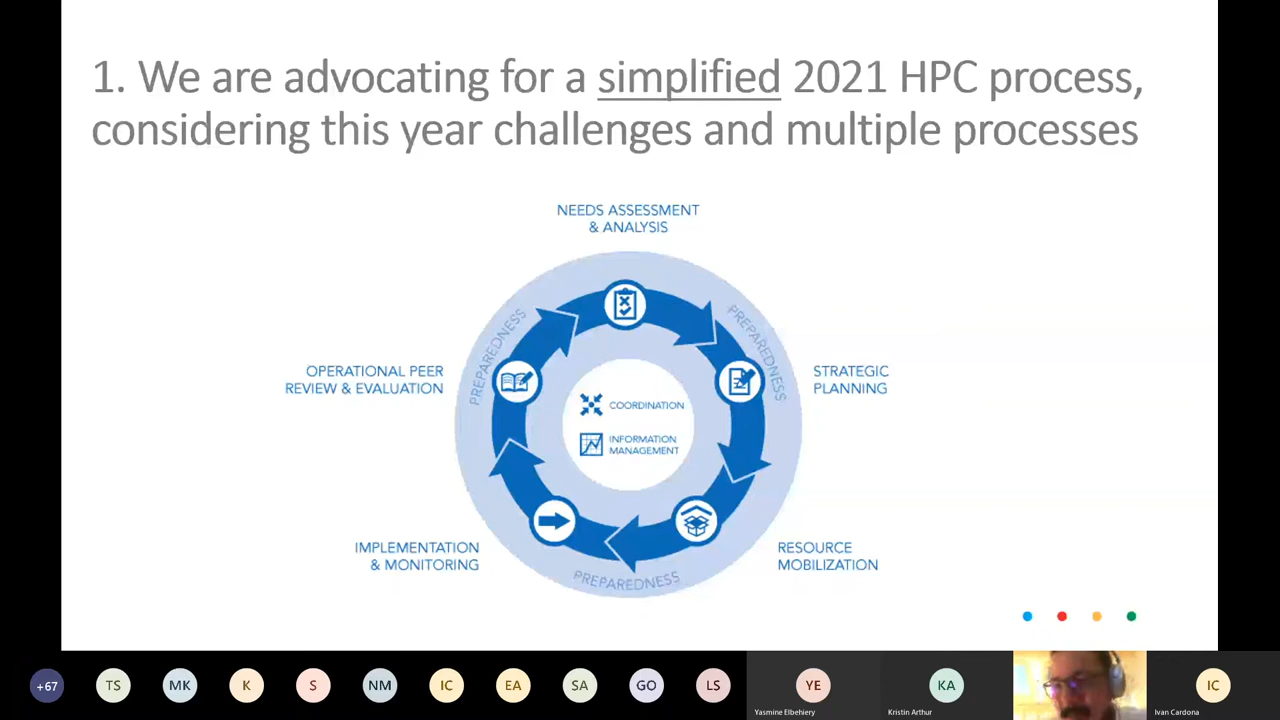 1. We are advocating for a simplified 2021 HPC process,
considering this year challenges and multiple processes
NEEDS ASSESSMENT
& ANALYSIS
PREPAREDNESS
PREPAREDNESS
OPERATIONAL PEER
REVIEW & EVALUATION
STRATEGIC
PLANNING
COORDINATION
INFORMATION
MANAGEMENT
IMPLEMENTATION
& MONITORING
RESOURCE
MOBILIZATION
PREPAREDNESS
+67
TS
MK
K
S
NM
IC
EA
SA
GO
LS
YE
KA
IC
Yasmine Elbehiery
Kristin Arthur
Ivan Cardona